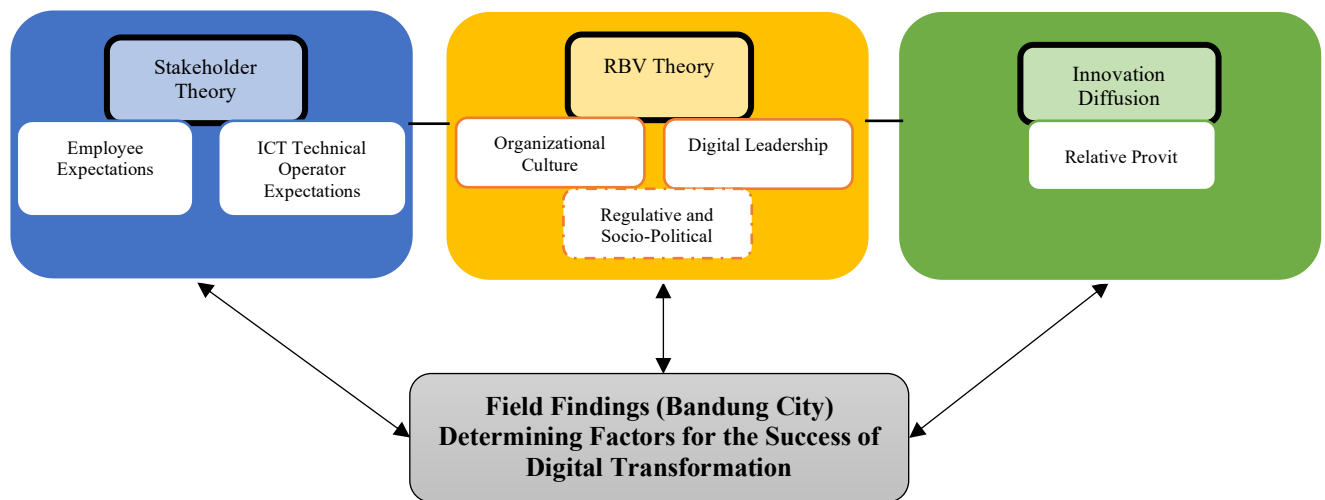 Stakeholder
Theory
Employee
Expectations
ICT Technical
Operator
Expectations
RBV Theory
Organizational
Culture
Digital Leadership
Regulative and
Socio-Political
Innovation
Diffusion
Relative Provit
Field Findings (Bandung City)
Determining Factors for the Success of
Digital Transformation